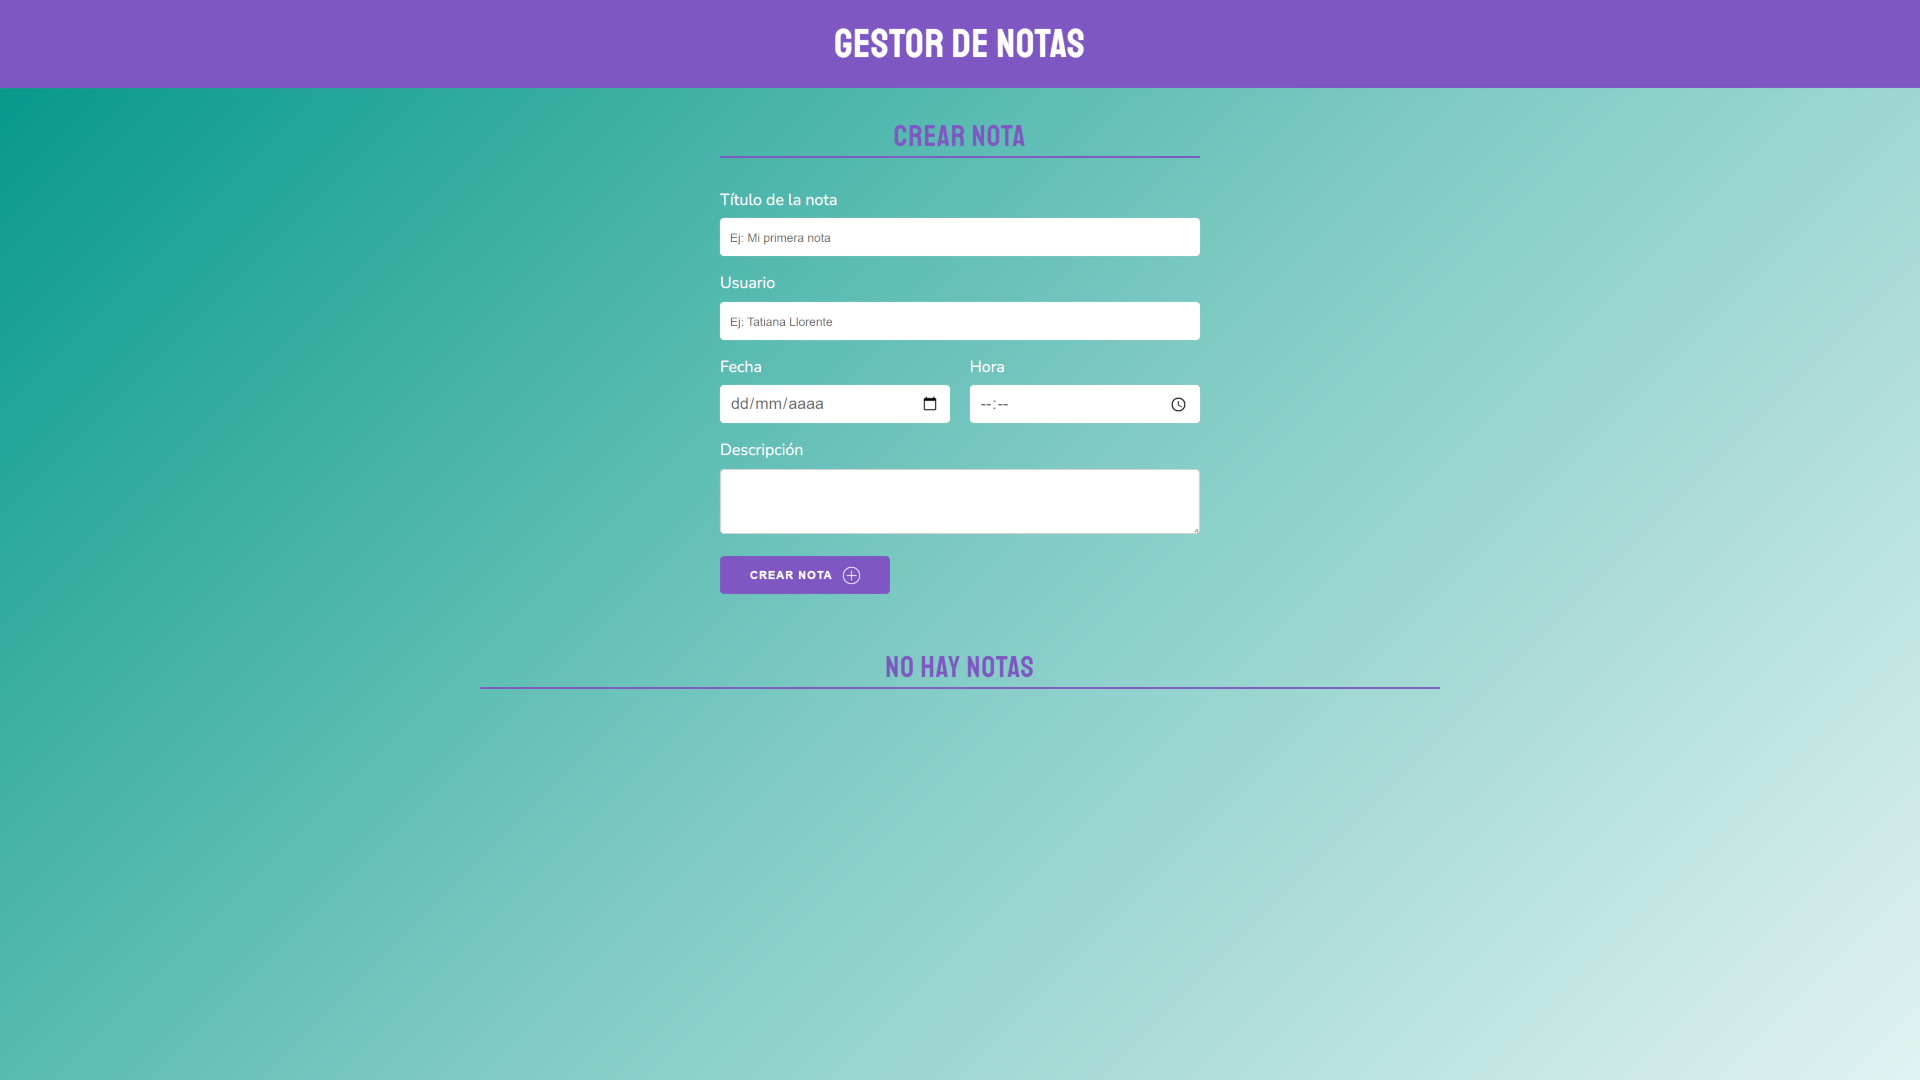 GESTOR DE NOTAS
CREAR NOTA
Título de la nota
Ej: Mi primera nota
Usuario
Ej: Tatiana Llorente
Fecha
Hora
dd/mm/aaaa
--:--
Descripción
CREAR NOTA
NO HAY NOTAS